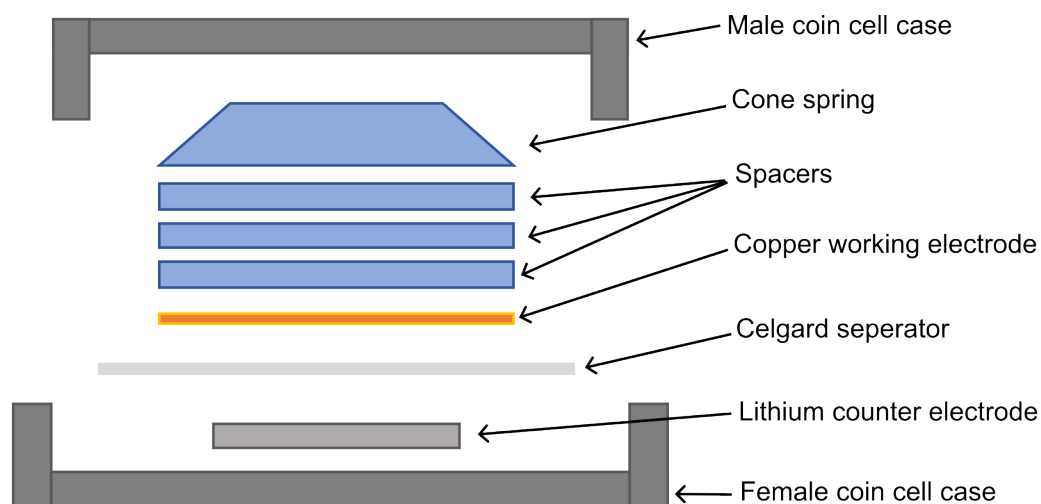 Male coin cell case
Cone spring
Spacers
Copper working electrode
Celgard seperator
Lithium counter electrode
Female coin cell case